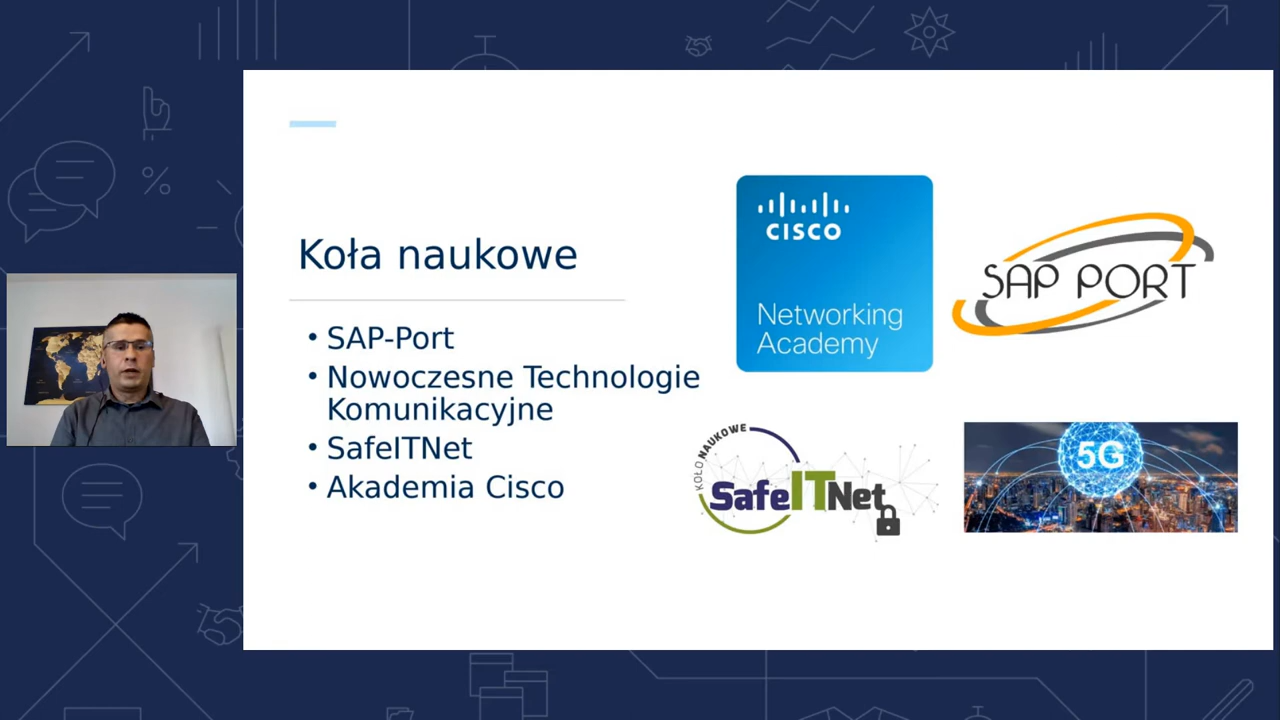 Koła naukowe
• SAP-Port
• Nowoczesne Technologie
Komunikacyjne
• SafeITNet
• Akademia Cisco
CISCO
Networking
Academy
SAP PORT
KOŁO NAUKOWE
SafeITNet
5G
%